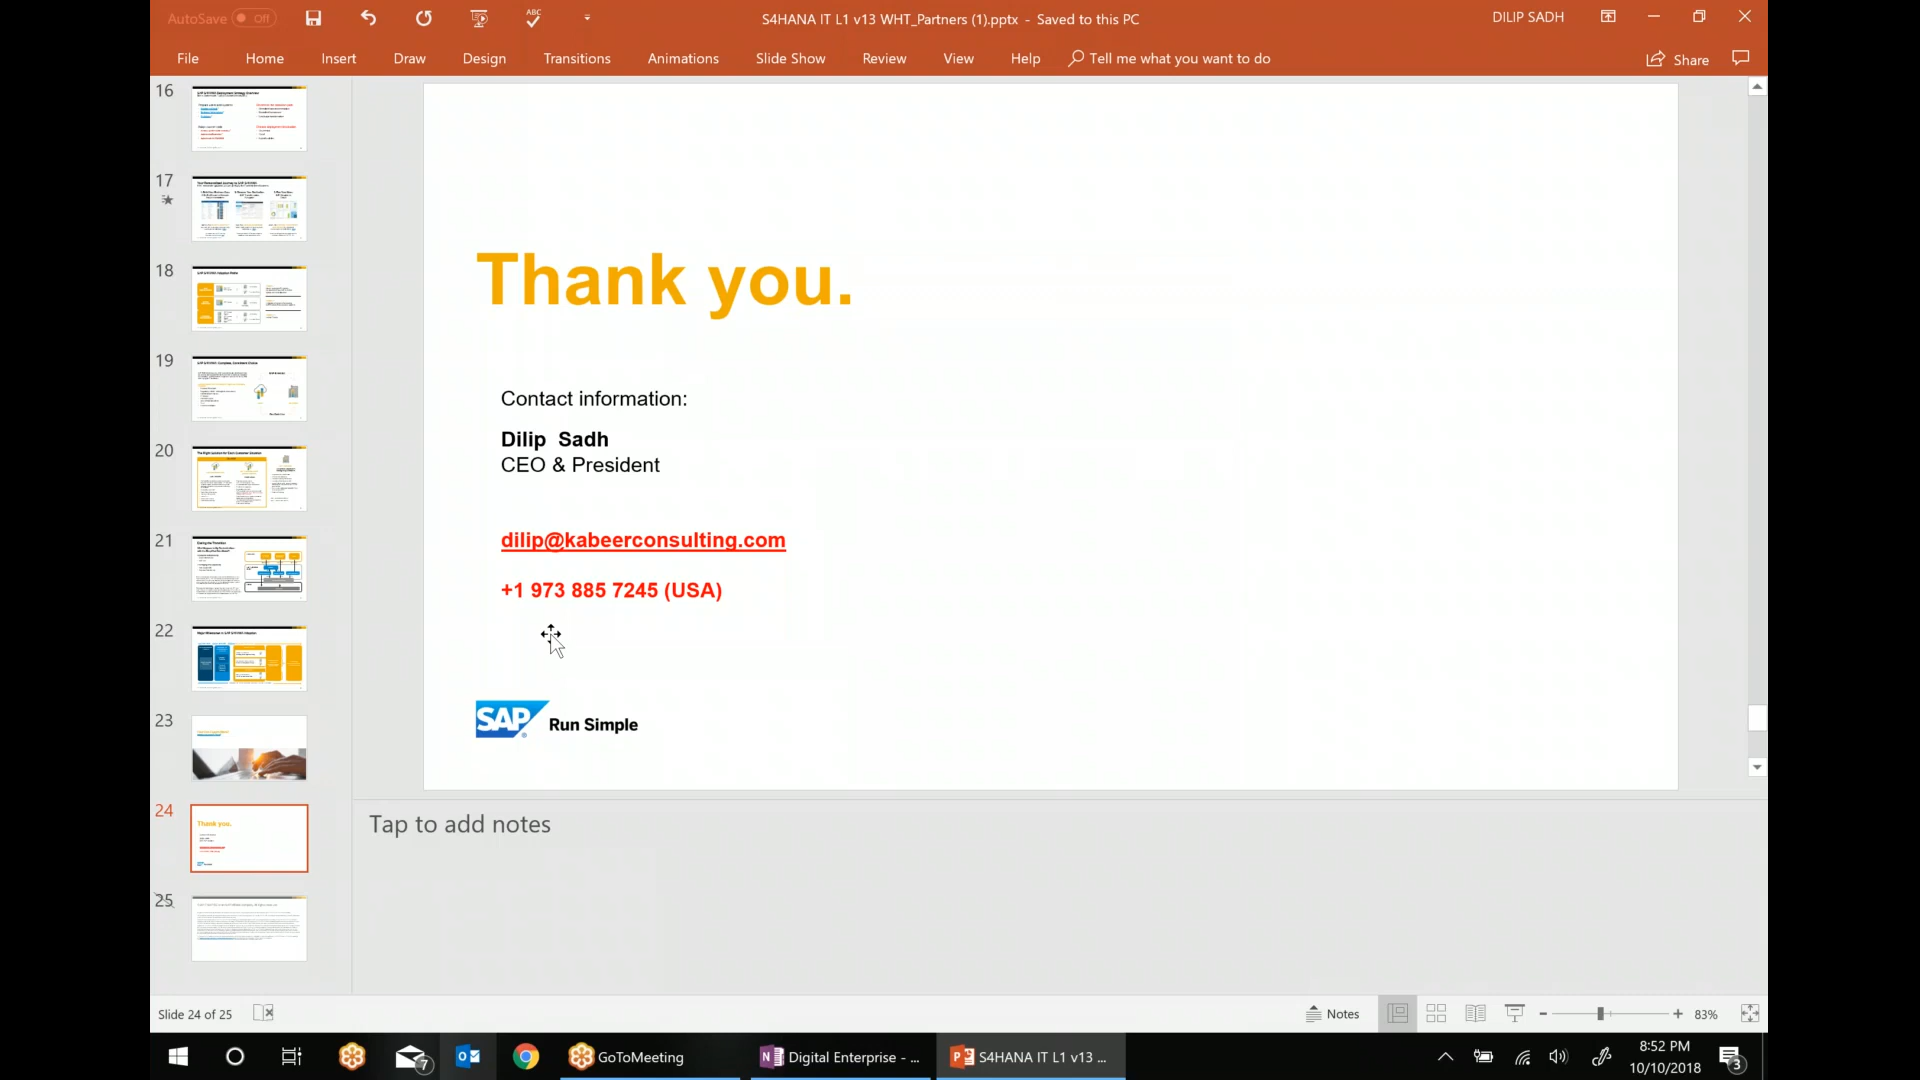 AutoSave Off
S4HANA IT L1 v13 WHT_Partners (1).pptx - Saved to this PC
DILIP SADH
File Home Insert Draw Design Transitions Animations Slide Show Review View Help Tell me what you want to do Share
16
17
18
19
20
21
22
23
24
Thank you.
25
Thank you.
Contact information:
Dilip Sadh
CEO & President
dilip@kabeerconsulting.com
+1 973 885 7245 (USA)
SAP Run Simple
Tap to add notes
Slide 24 of 25
Notes
83%
7
GoToMeeting
Digital Enterprise - ...
S4HANA IT L1 v13 ...
8:52 PM
10/10/2018
3